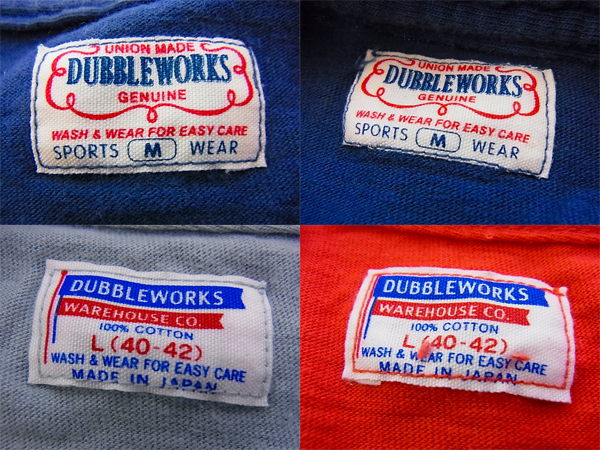 UNION MADE
DUBBLEWORKS
GENUINE
WASH & WEAR FOR EASY CARE
SPORTS M WEAR
UNION MADE
DUBBLEWORKS
GENUINE
WASH & WEAR FOR EASY CARE
SPORTS M WEAR
DUBBLEWORKS
WAREHOUSE CO.
100% COTTON
L (40-42)
WASH & WEAR FOR EASY CARE
MADE IN JAPAN
DUBBLEWORKS
WAREHOUSE CO.
100% COTTON
L (40-42)
WASH & WEAR FOR EASY CARE
MADE IN JAPAN